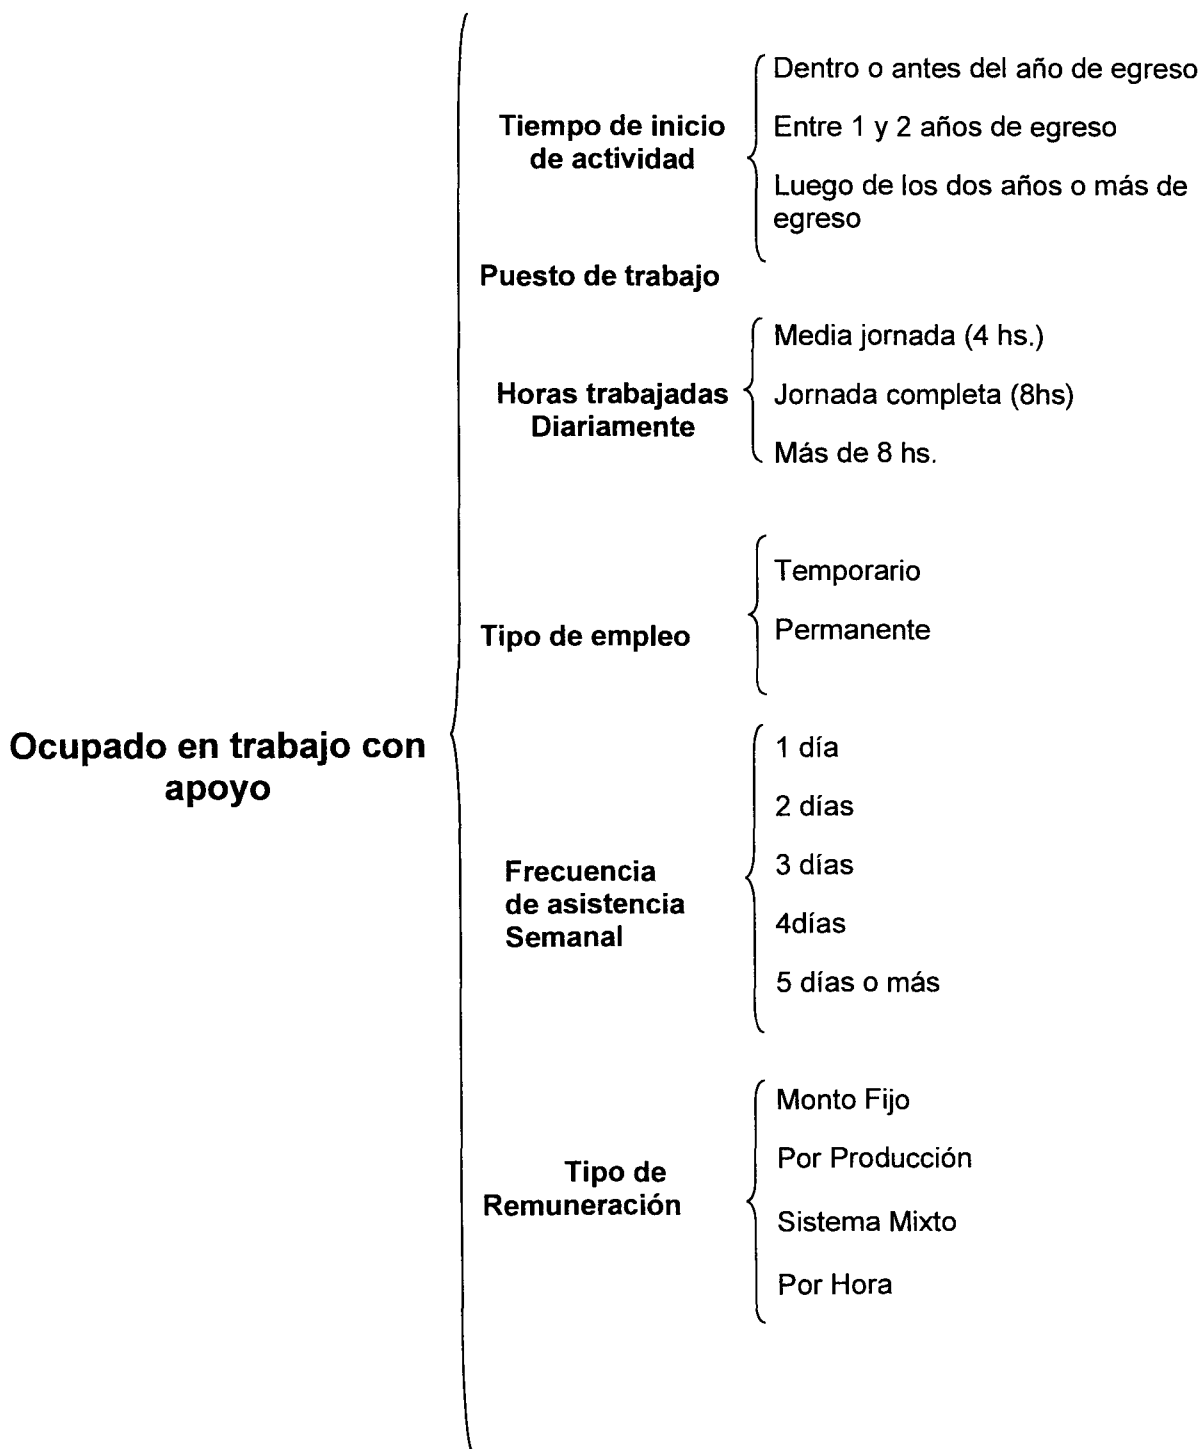 Ocupado en trabajo con
apoyo
Tiempo de inicio
de actividad
Dentro o antes del año de egreso
Entre 1 y 2 años de egreso
Luego de los dos años o más de
egreso
Puesto de trabajo
Horas trabajadas
Diariamente
Media jornada (4 hs.)
Jornada completa (8hs)
Más de 8 hs.
Tipo de empleo
Temporario
Permanente
Frecuencia
de asistencia
Semanal
1 día
2 días
3 días
4días
5 días o más
Tipo de
Remuneración
Monto Fijo
Por Producción
Sistema Mixto
Por Hora